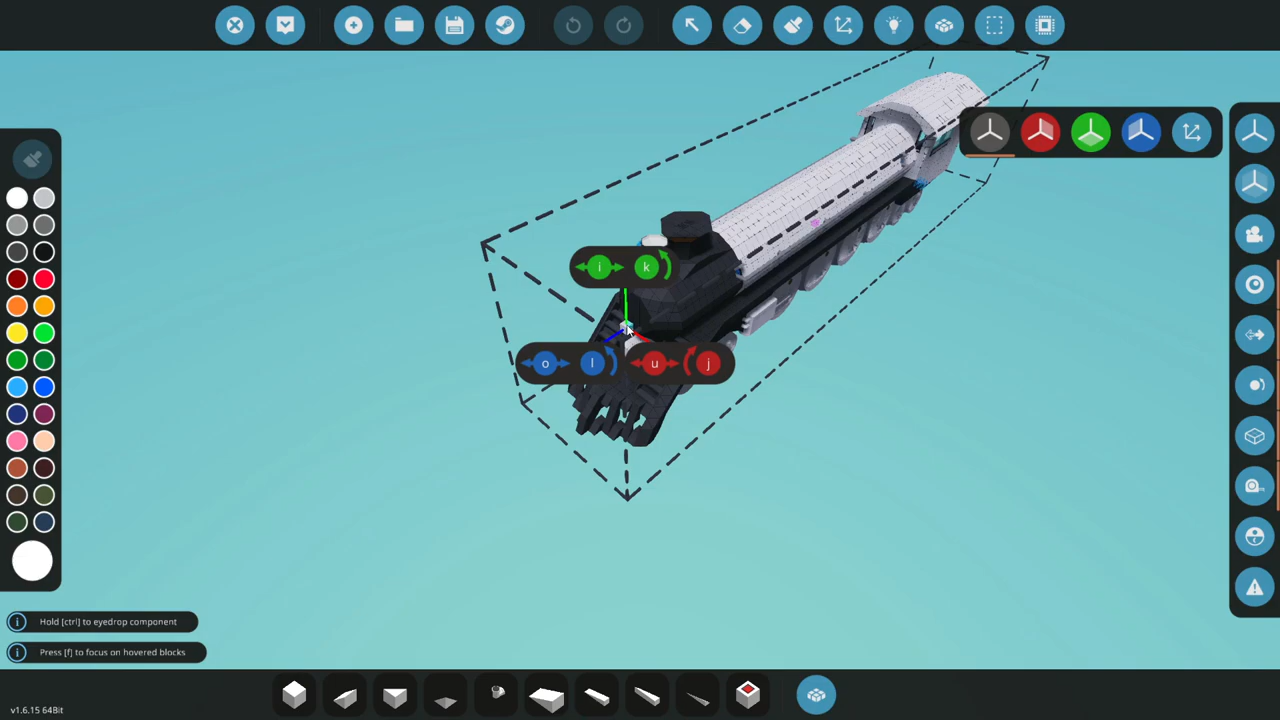 i k
o l u j
Hold [ctrl] to eyedrop component
Press [f] to focus on hovered blocks
v1.6.15 64Bit